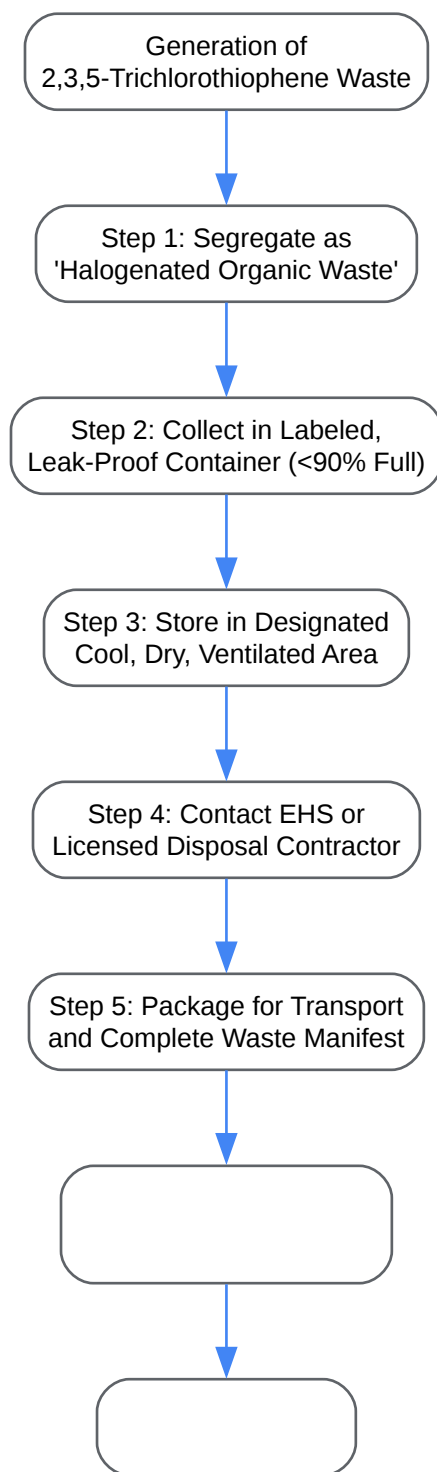 Generation of
2,3,5-Trichlorothiophene Waste
Step 1: Segregate as
'Halogenated Organic Waste'
Step 2: Collect in Labeled,
Leak-Proof Container (<90% Full)
Step 3: Store in Designated
Cool, Dry, Ventilated Area
Step 4: Contact EHS or
Licensed Disposal Contractor
Step 5: Package for Transport
and Complete Waste Manifest